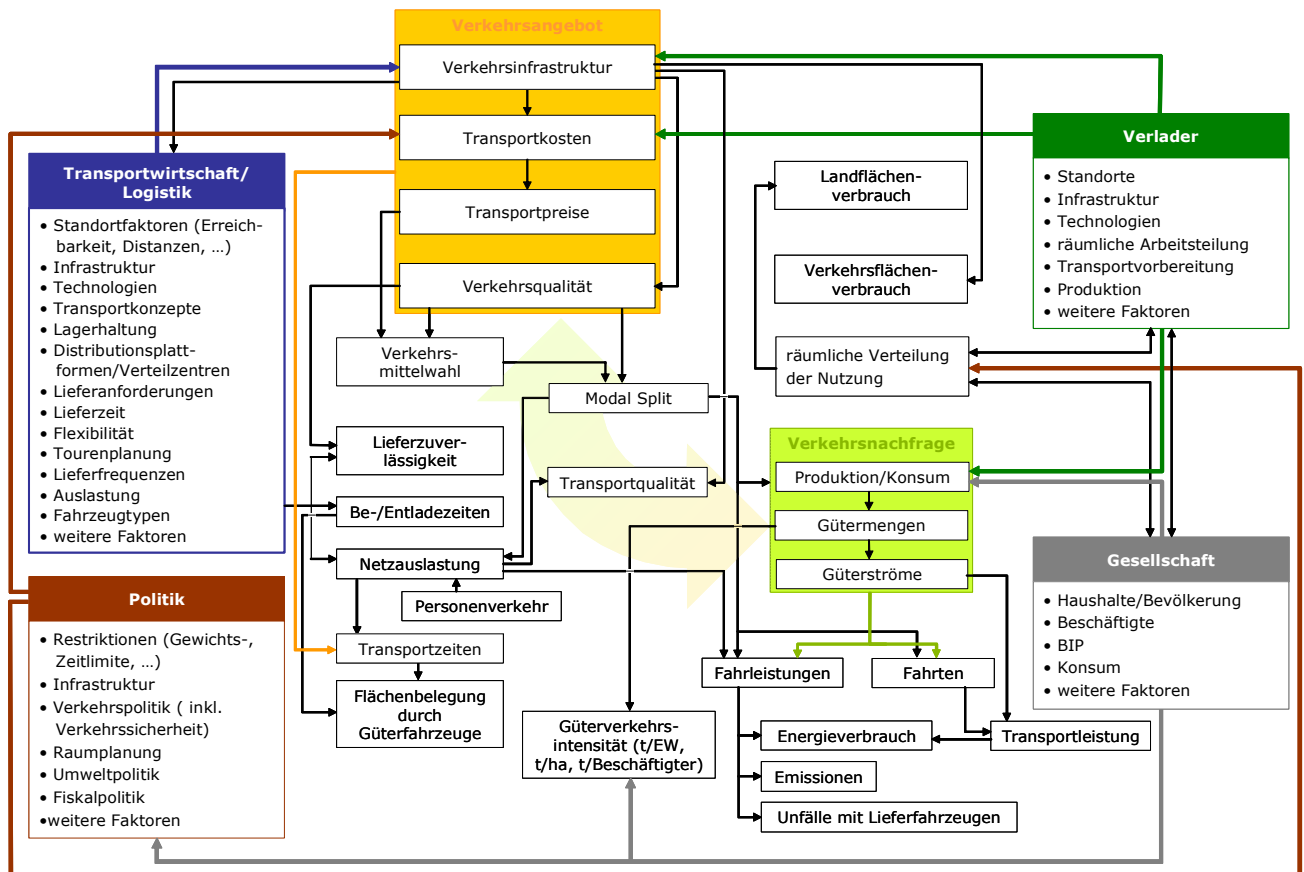 Verkehrsangebot
Verkehrsinfrastruktur
Transportkosten
Transportpreise
Verkehrsqualität
Transportwirtschaft/
Logistik
• Standortfaktoren (Erreich-
barkeit, Distanzen, ...)
• Infrastruktur
• Technologien
• Transportkonzepte
• Lagerhaltung
• Distributionsplatt-
formen/Verteilzentren
• Lieferanforderungen
• Lieferzeit
• Flexibilität
• Tourenplanung
• Lieferfrequenzen
• Auslastung
• Fahrzeugtypen
• weitere Faktoren
Politik
• Restriktionen (Gewichts-,
Zeitlimite, ...)
• Infrastruktur
• Verkehrspolitik ( inkl.
Verkehrssicherheit)
• Raumplanung
• Umweltpolitik
• Fiskalpolitik
•weitere Faktoren
Verkehrs-
mittelwahl
Modal Split
Lieferzuver-
lässigkeit
Transportqualität
Be-/Entladezeiten
Netzauslastung
Personenverkehr
Transportzeiten
Flächenbelegung
durch
Güterfahrzeuge
Güterverkehrs-
intensität (t/EW,
t/ha, t/Beschäftigter)
Landflächen-
verbrauch
Verkehrsflächen-
verbrauch
räumliche Verteilung
der Nutzung
Verkehrsnachfrage
Produktion/Konsum
Gütermengen
Güterströme
Fahrleistungen
Fahrten
Energieverbrauch
Transportleistung
Emissionen
Unfälle mit Lieferfahrzeugen
Verlader
• Standorte
• Infrastruktur
• Technologien
• räumliche Arbeitsteilung
• Transportvorbereitung
• Produktion
• weitere Faktoren
Gesellschaft
• Haushalte/Bevölkerung
• Beschäftigte
• BIP
• Konsum
• weitere Faktoren